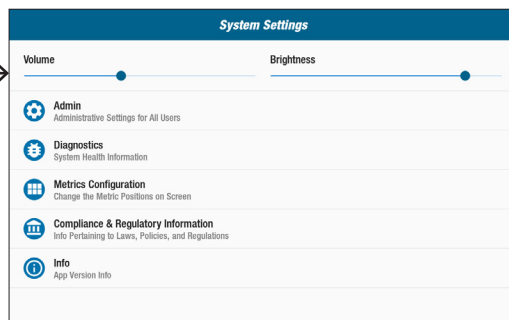 System Settings
Volume
Brightness
Admin
Administrative Settings for All Users
Diagnostics
System Health Information
Metrics Configuration
Change the Metric Positions on Screen
Compliance & Regulatory Information
Info Pertaining to Laws, Policies, and Regulations
Info
App Version Info